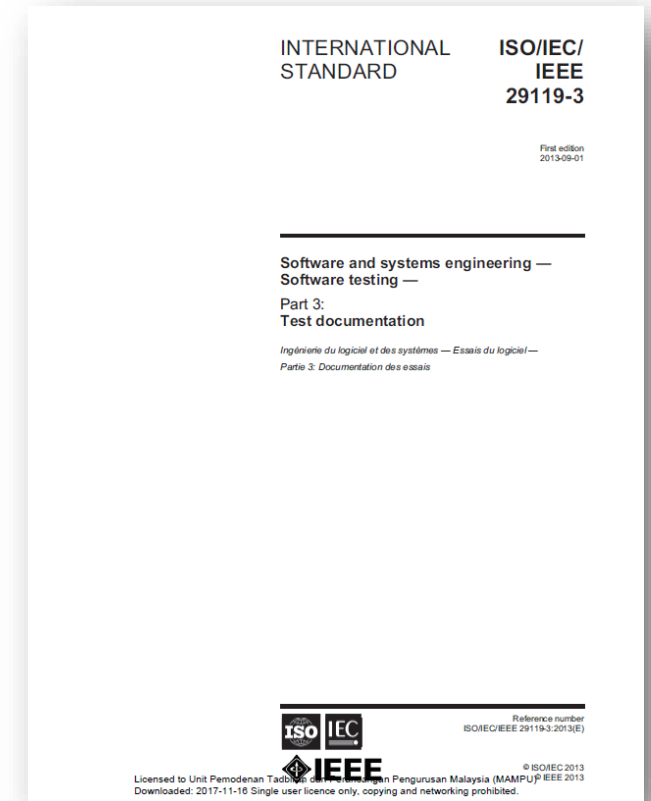 INTERNATIONAL
STANDARD
ISO/IEC/
IEEE
29119-3
First edition
2013-09-01
Software and systems engineering —
Software testing —
Part 3:
Test documentation
Ingénierie du logiciel et des systèmes — Essais du logiciel —
Partie 3: Documentation des essais
ISO IEC
IEEE
Reference number
ISO/IEC/IEEE 29119-3:2013(E)
© ISO/IEC 2013
© IEEE 2013
Licensed to Unit Pemodenan Tadbiran dan Perancangan Pengurusan Malaysia (MAMPU)
Downloaded: 2017-11-16 Single user licence only, copying and networking prohibited.